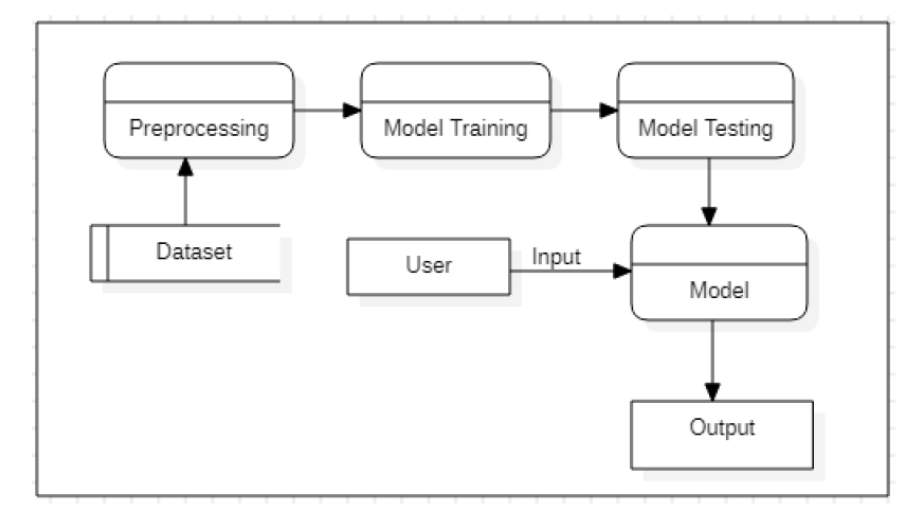 Preprocessing
Model Training
Model Testing
Dataset
User
Input
Model
Output